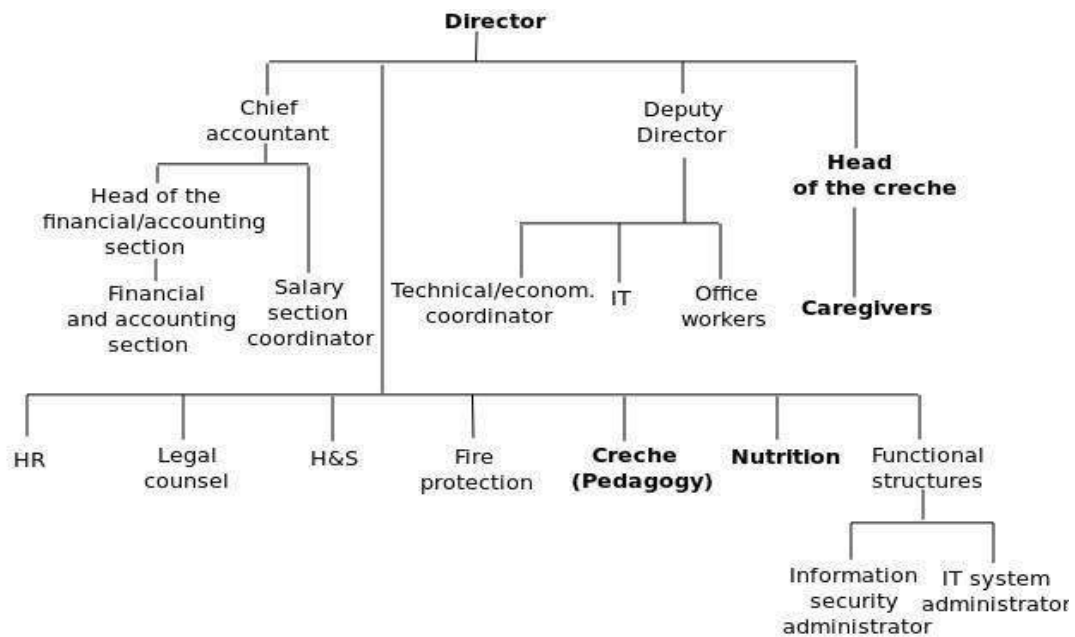 Director
Chief
accountant
Deputy
Director
Head
of the creche
Head of the
financial/accounting
section
Financial
and accounting
section
Salary
section
coordinator
Technical/econom.
coordinator
IT
Office
workers
Caregivers
HR
Legal
counsel
H&S
Fire
protection
Creche
(Pedagogy)
Nutrition
Functional
structures
Information
security
administrator
IT system
administrator